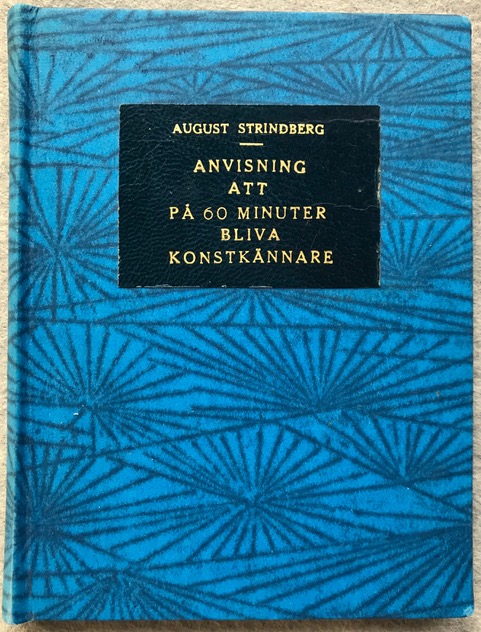 AUGUST STRINDBERG
ANVISNING
ATT
PÅ 60 MINUTER
BLIVA
KONSTKÄNNARE